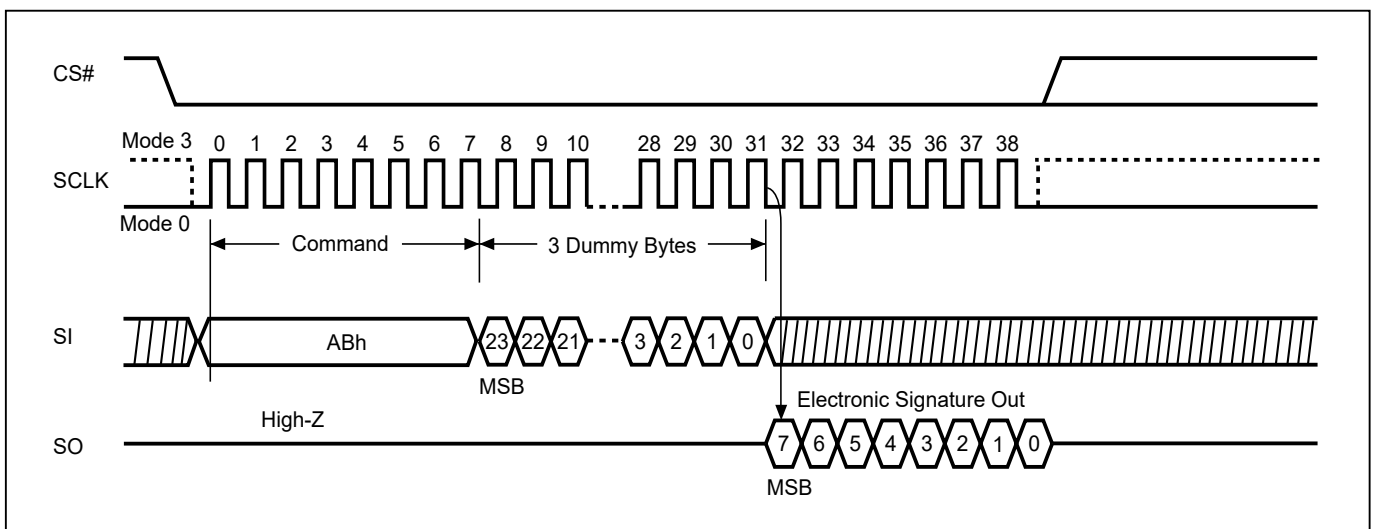 CS#
Mode 3 0 1 2 3 4 5 6 7 8 9 10 28 29 30 31 32 33 34 35 36 37 38
SCLK
Mode 0
Command 3 Dummy Bytes
SI ABh 23 22 21 3 2 1 0
MSB
Electronic Signature Out
High-Z
SO 7 6 5 4 3 2 1 0
MSB